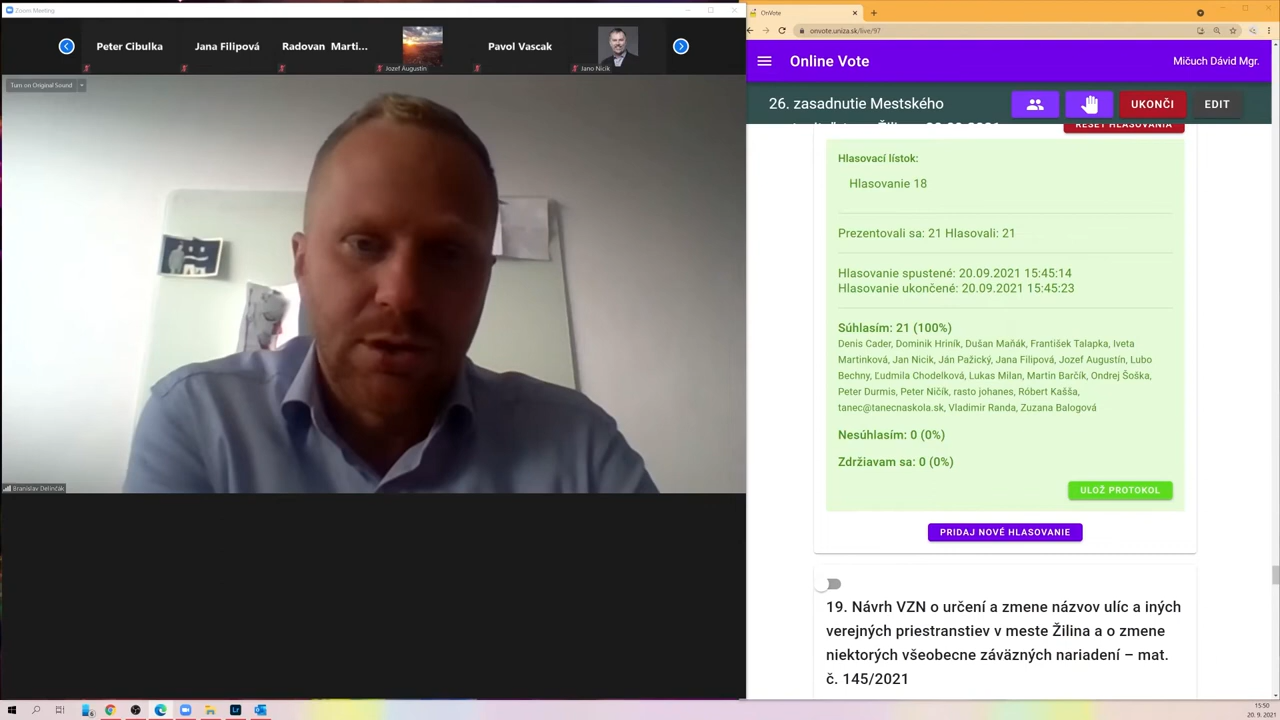 Zoom Meeting
Peter Cibulka
Jana Filipová
Radovan Marti...
Jozef Augustin
Pavol Vascak
Jano Nicik
Turn on Original Sound
Branislav Delinčák
OnVote
onvote.uniza.sk/live/97
Online Vote
Mičuch Dávid Mgr.
26. zasadnutie Mestského
UKONČI
EDIT
RESET HLASOVANIA
Hlasovací lístok:
Hlasovanie 18
Prezentovali sa: 21 Hlasovali: 21
Hlasovanie spustené: 20.09.2021 15:45:14
Hlasovanie ukončené: 20.09.2021 15:45:23
Súhlasím: 21 (100%)
Denis Cader, Dominik Hriník, Dušan Maňák, František Talapka, Iveta
Martinková, Jan Nicik, Ján Pažický, Jana Filipová, Jozef Augustín, Lubo
Bechny, Ľudmila Chodelková, Lukas Milan, Martin Barčík, Ondrej Šoška,
Peter Durmis, Peter Ničík, rasto johanes, Róbert Kašša,
tanec@tanecnaskola.sk, Vladimir Randa, Zuzana Balogová
Nesúhlasím: 0 (0%)
Zdržiavam sa: 0 (0%)
ULOŽ PROTOKOL
PRIDAJ NOVÉ HLASOVANIE
19. Návrh VZN o určení a zmene názvov ulíc a iných
verejných priestranstiev v meste Žilina a o zmene
niektorých všeobecne záväzných nariadení – mat.
č. 145/2021
15:50
20. 9. 2021